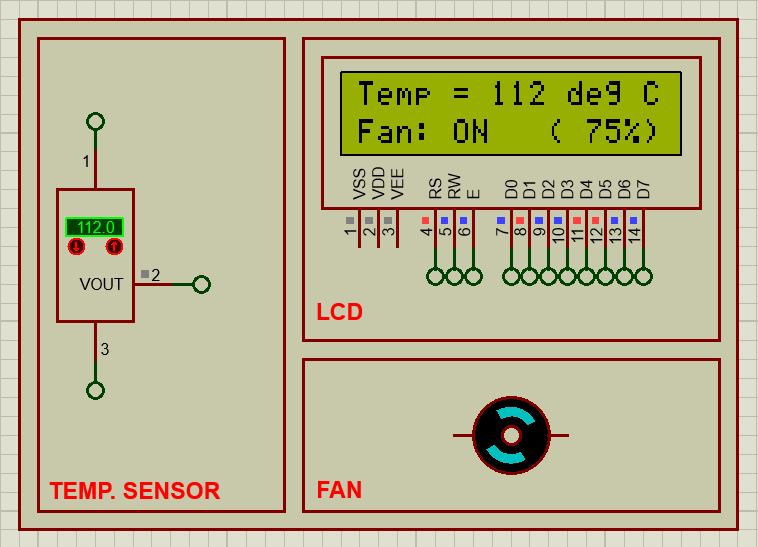 1
112.0
VOUT
2
3
TEMP. SENSOR
Temp = 112 deg C
Fan: ON ( 75%)
VSS VDD VEE RS RW E D0 D1 D2 D3 D4 D5 D6 D7
1 2 3 4 5 6 7 8 9 10 11 12 13 14
LCD
FAN